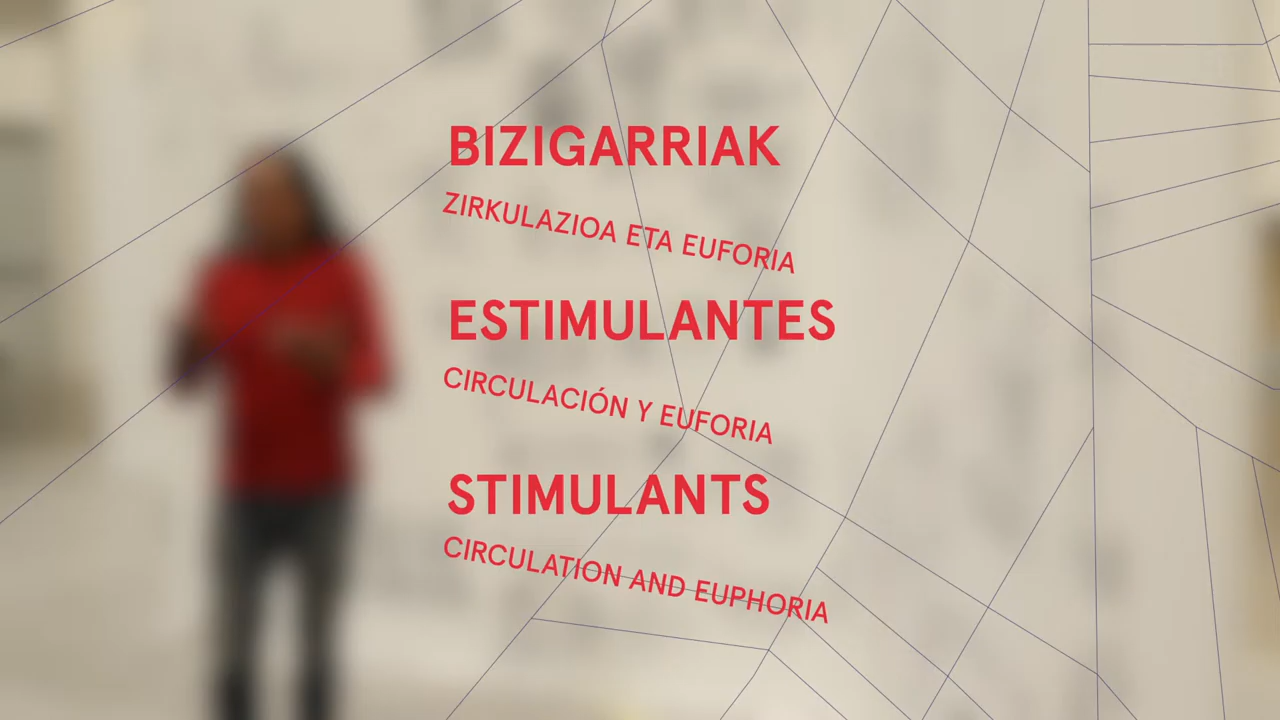 BIZIGARRIAK
ZIRKULAZIOA ETA EUFORIA
ESTIMULANTES
CIRCULACIÓN Y EUFORIA
STIMULANTS
CIRCULATION AND EUPHORIA